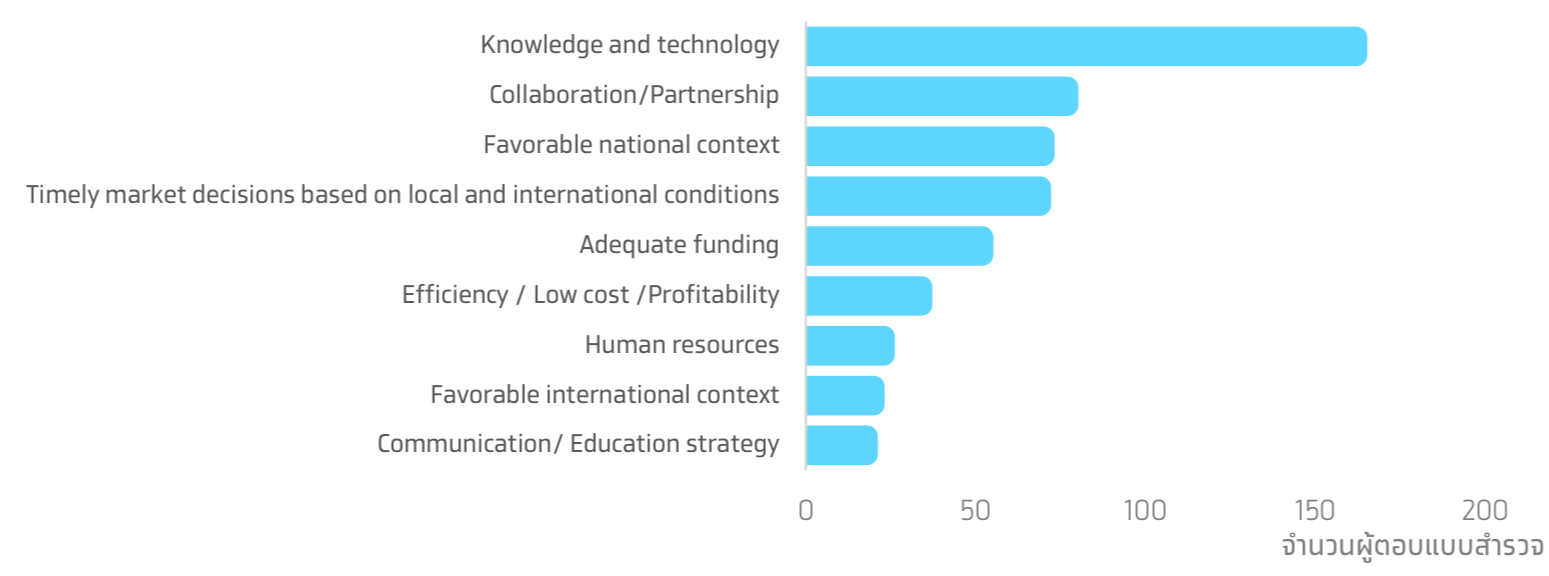 Knowledge and technology
Collaboration/Partnership
Favorable national context
Timely market decisions based on local and international conditions
Adequate funding
Efficiency / Low cost /Profitability
Human resources
Favorable international context
Communication/ Education strategy
0 50 100 150 200
จำนวนผู้ตอบแบบสำรวจ